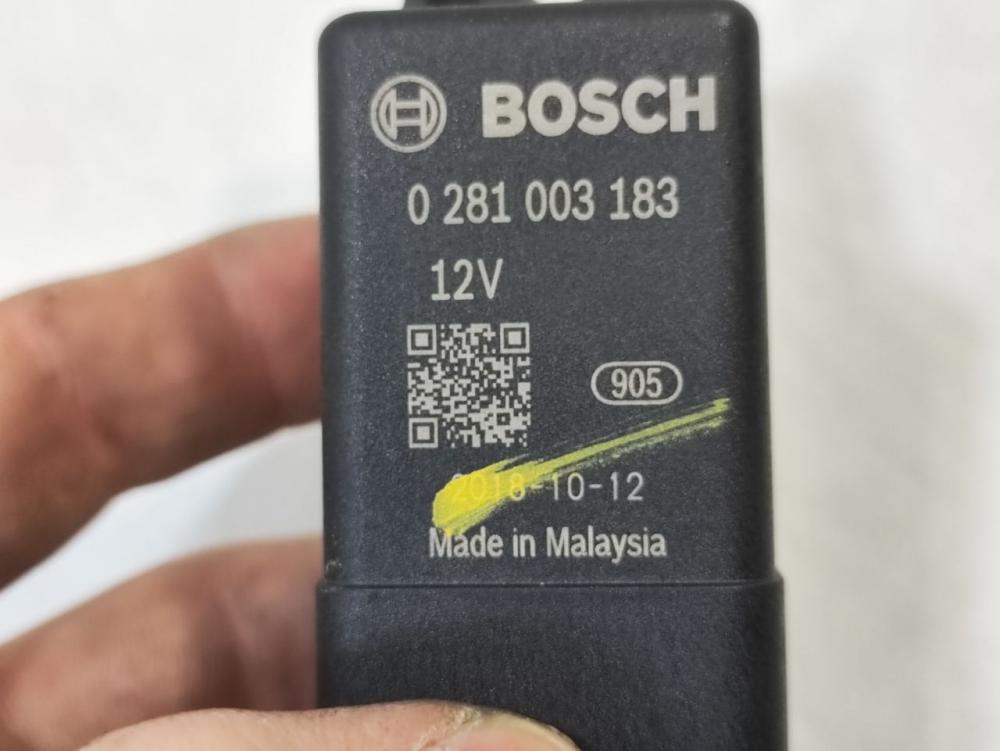 BOSCH
0 281 003 183
12V
905
2018-10-12
Made in Malaysia